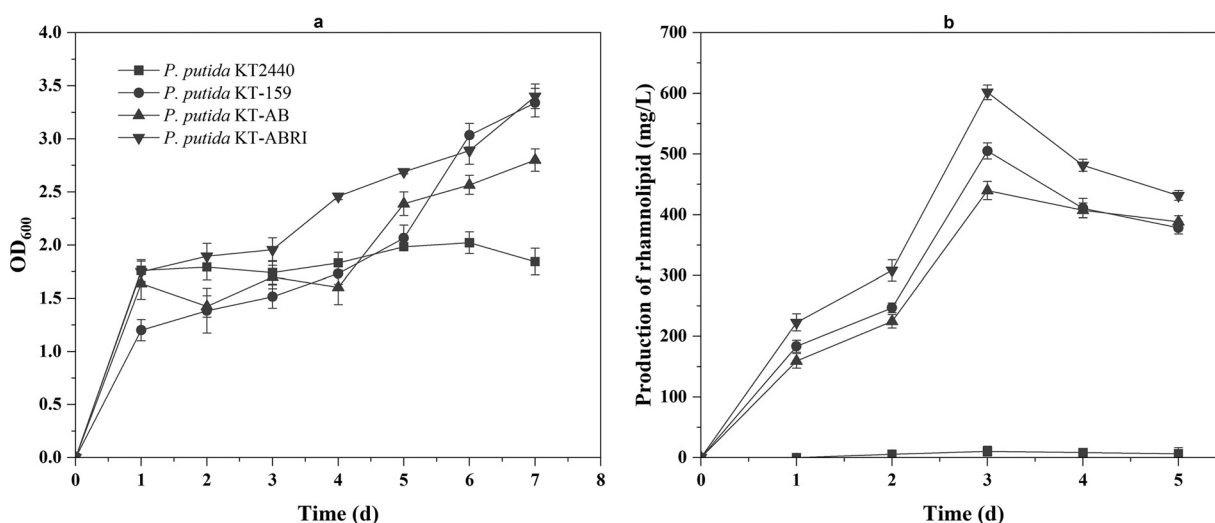 a
4.0
3.5
3.0
2.5
2.0
1.5
1.0
0.5
0.0
OD600
P. putida KT2440
P. putida KT-159
P. putida KT-AB
P. putida KT-ABRI
0 1 2 3 4 5 6 7 8
Time (d)
b
700
600
500
400
300
200
100
0
Production of rhamnolipid (mg/L)
0 1 2 3 4 5
Time (d)